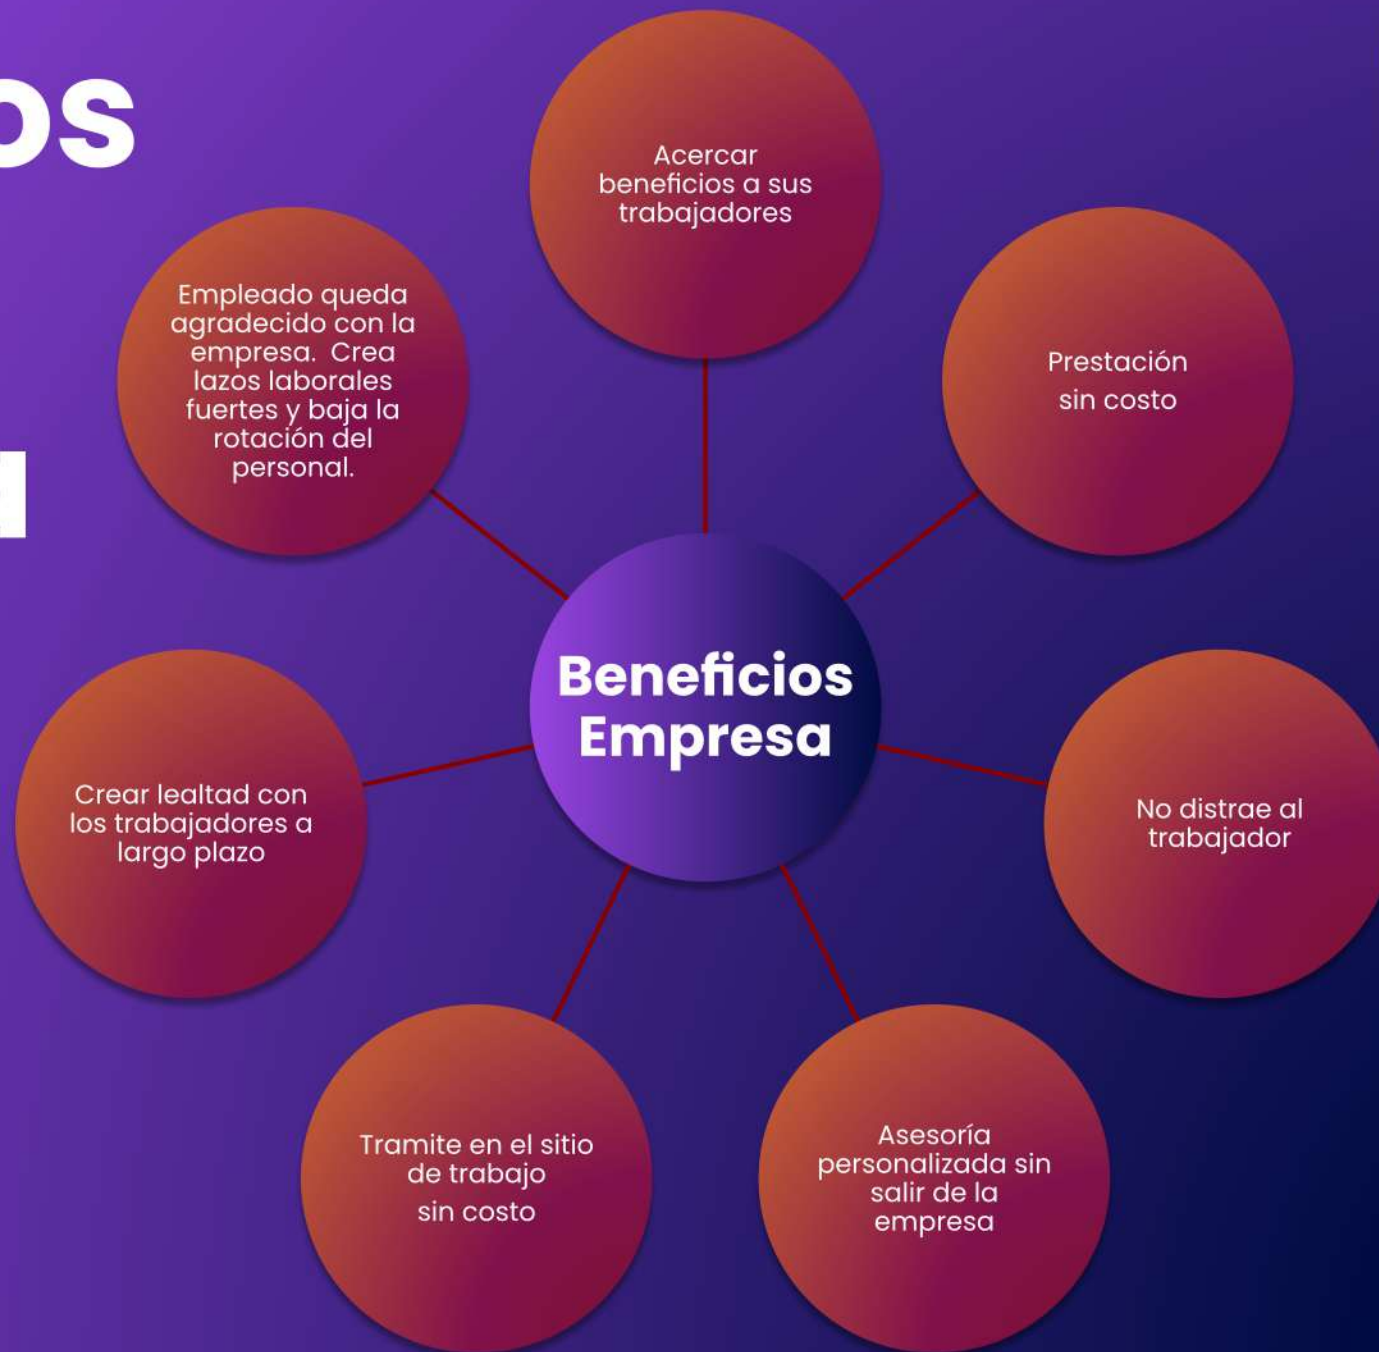 Acercar
beneficios a sus
trabajadores
Prestación
sin costo
No distrae al
trabajador
Asesoría
personalizada sin
salir de la
empresa
Tramite en el sitio
de trabajo
sin costo
Crear lealtad con
los trabajadores a
largo plazo
Empleado queda
agradecido con la
empresa.  Crea
lazos laborales
fuertes y baja la
rotación del
personal.
Beneficios
Empresa